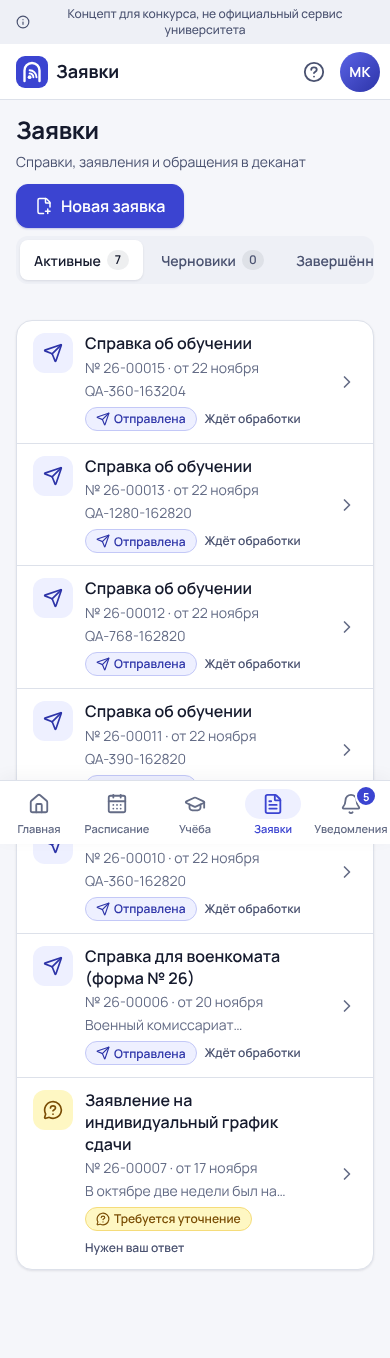 Концепт для конкурса, не официальный сервис
университета
Заявки
МК
Заявки
Справки, заявления и обращения в деканат
Новая заявка
Активные 7
Черновики 0
Завершённ
Справка об обучении
№ 26-00015 · от 22 ноября
QA-360-163204
Отправлена Ждёт обработки
Справка об обучении
№ 26-00013 · от 22 ноября
QA-1280-162820
Отправлена Ждёт обработки
Справка об обучении
№ 26-00012 · от 22 ноября
QA-768-162820
Отправлена Ждёт обработки
Справка об обучении
№ 26-00011 · от 22 ноября
QA-390-162820
5
Главная Расписание Учёба Заявки Уведомления
№ 26-00010 · от 22 ноября
QA-360-162820
Отправлена Ждёт обработки
Справка для военкомата
(форма № 26)
№ 26-00006 · от 20 ноября
Военный комиссариат…
Отправлена Ждёт обработки
Заявление на
индивидуальный график
сдачи
№ 26-00007 · от 17 ноября
В октябре две недели был на…
Требуется уточнение
Нужен ваш ответ